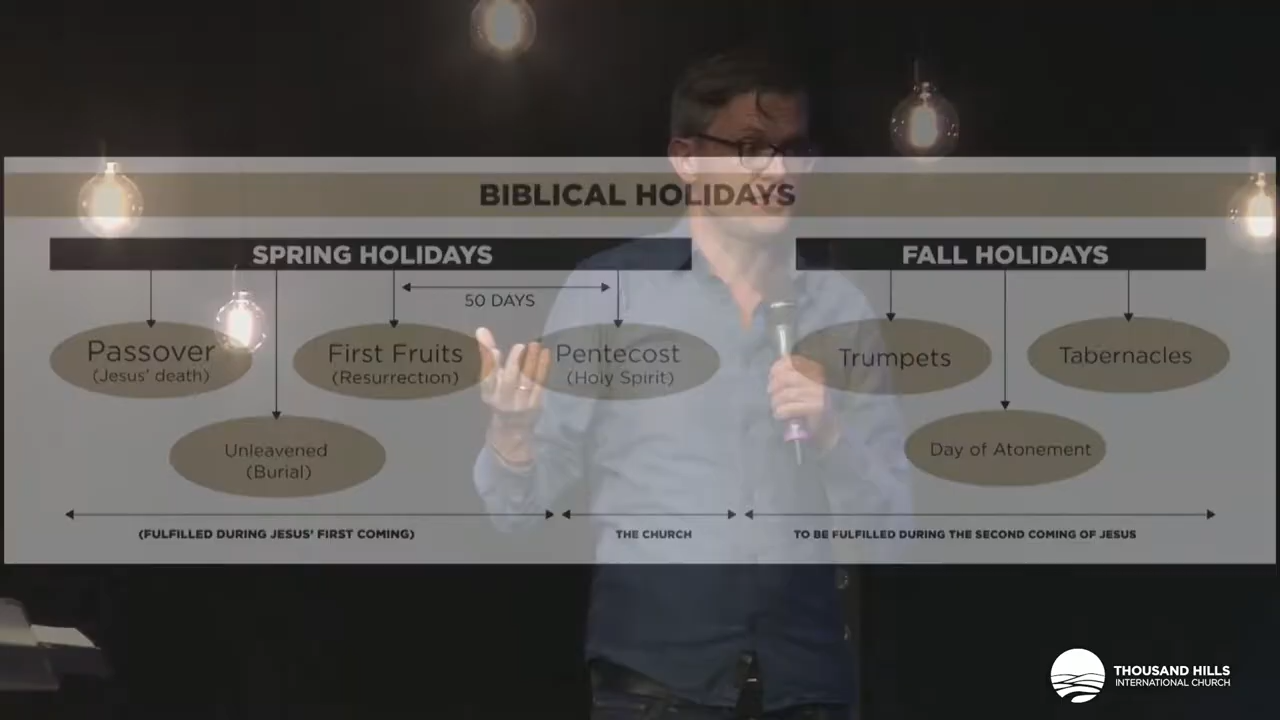 BIBLICAL HOLIDAYS
SPRING HOLIDAYS
FALL HOLIDAYS
50 DAYS
Passover
(Jesus' death)
First Fruits
(Resurrection)
Pentecost
(Holy Spirit)
Trumpets
Tabernacles
Unleavened
(Burial)
Day of Atonement
(FULFILLED DURING JESUS' FIRST COMING)
THE CHURCH
TO BE FULFILLED DURING THE SECOND COMING OF JESUS
THOUSAND HILLS
INTERNATIONAL CHURCH